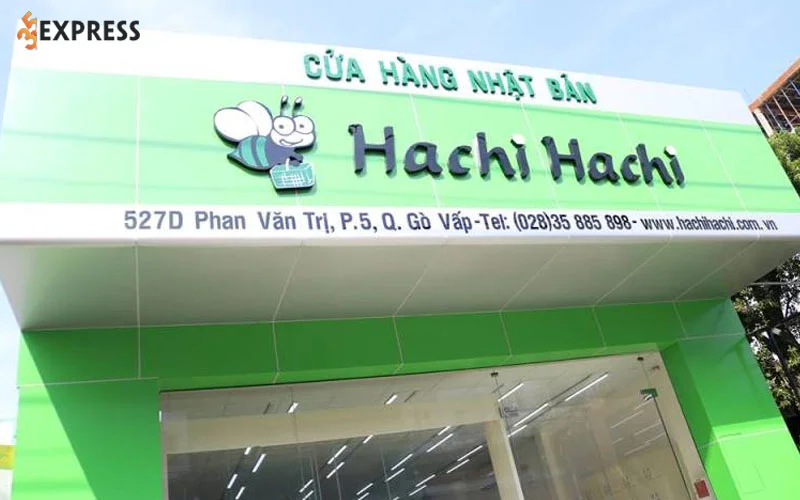 EXPRESS
CỬA HÀNG NHẬT BẢN
Hachi Hachi
527D Phan Văn Trị, P.5, Q. Gò Vấp-Tel: (028)35 885 898- www.hachihachi.com.vn